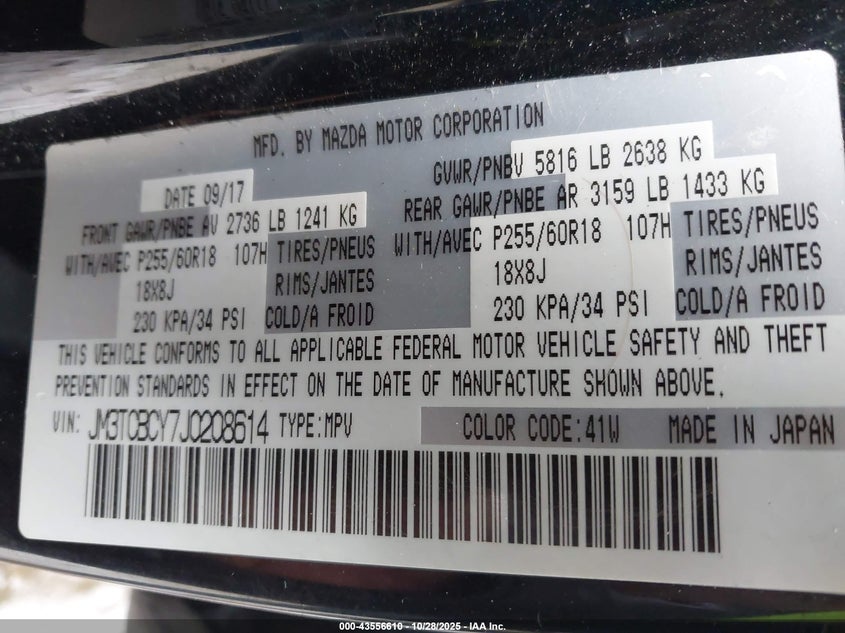 MFD. BY MAZDA MOTOR CORPORATION
DATE 09/17
GVWR/PNBV 5816 LB 2638 KG
FRONT GAWR/PNBE AV 2736 LB 1241 KG
REAR GAWR/PNBE AR 3159 LB 1433 KG
WITH/AVEC P255/60R18 107H TIRES/PNEUS
WITH/AVEC P255/60R18 107H TIRES/PNEUS
18X8J RIMS/JANTES
18X8J RIMS/JANTES
230 KPA/34 PSI COLD/A FROID
230 KPA/34 PSI COLD/A FROID
THIS VEHICLE CONFORMS TO ALL APPLICABLE FEDERAL MOTOR VEHICLE SAFETY AND THEFT
PREVENTION STANDARDS IN EFFECT ON THE DATE OF MANUFACTURE SHOWN ABOVE.
VIN: JM3TCBCY7J0208614 TYPE:MPV COLOR CODE:41W MADE IN JAPAN
000-43556610 - 10/28/2025 - IAA Inc.